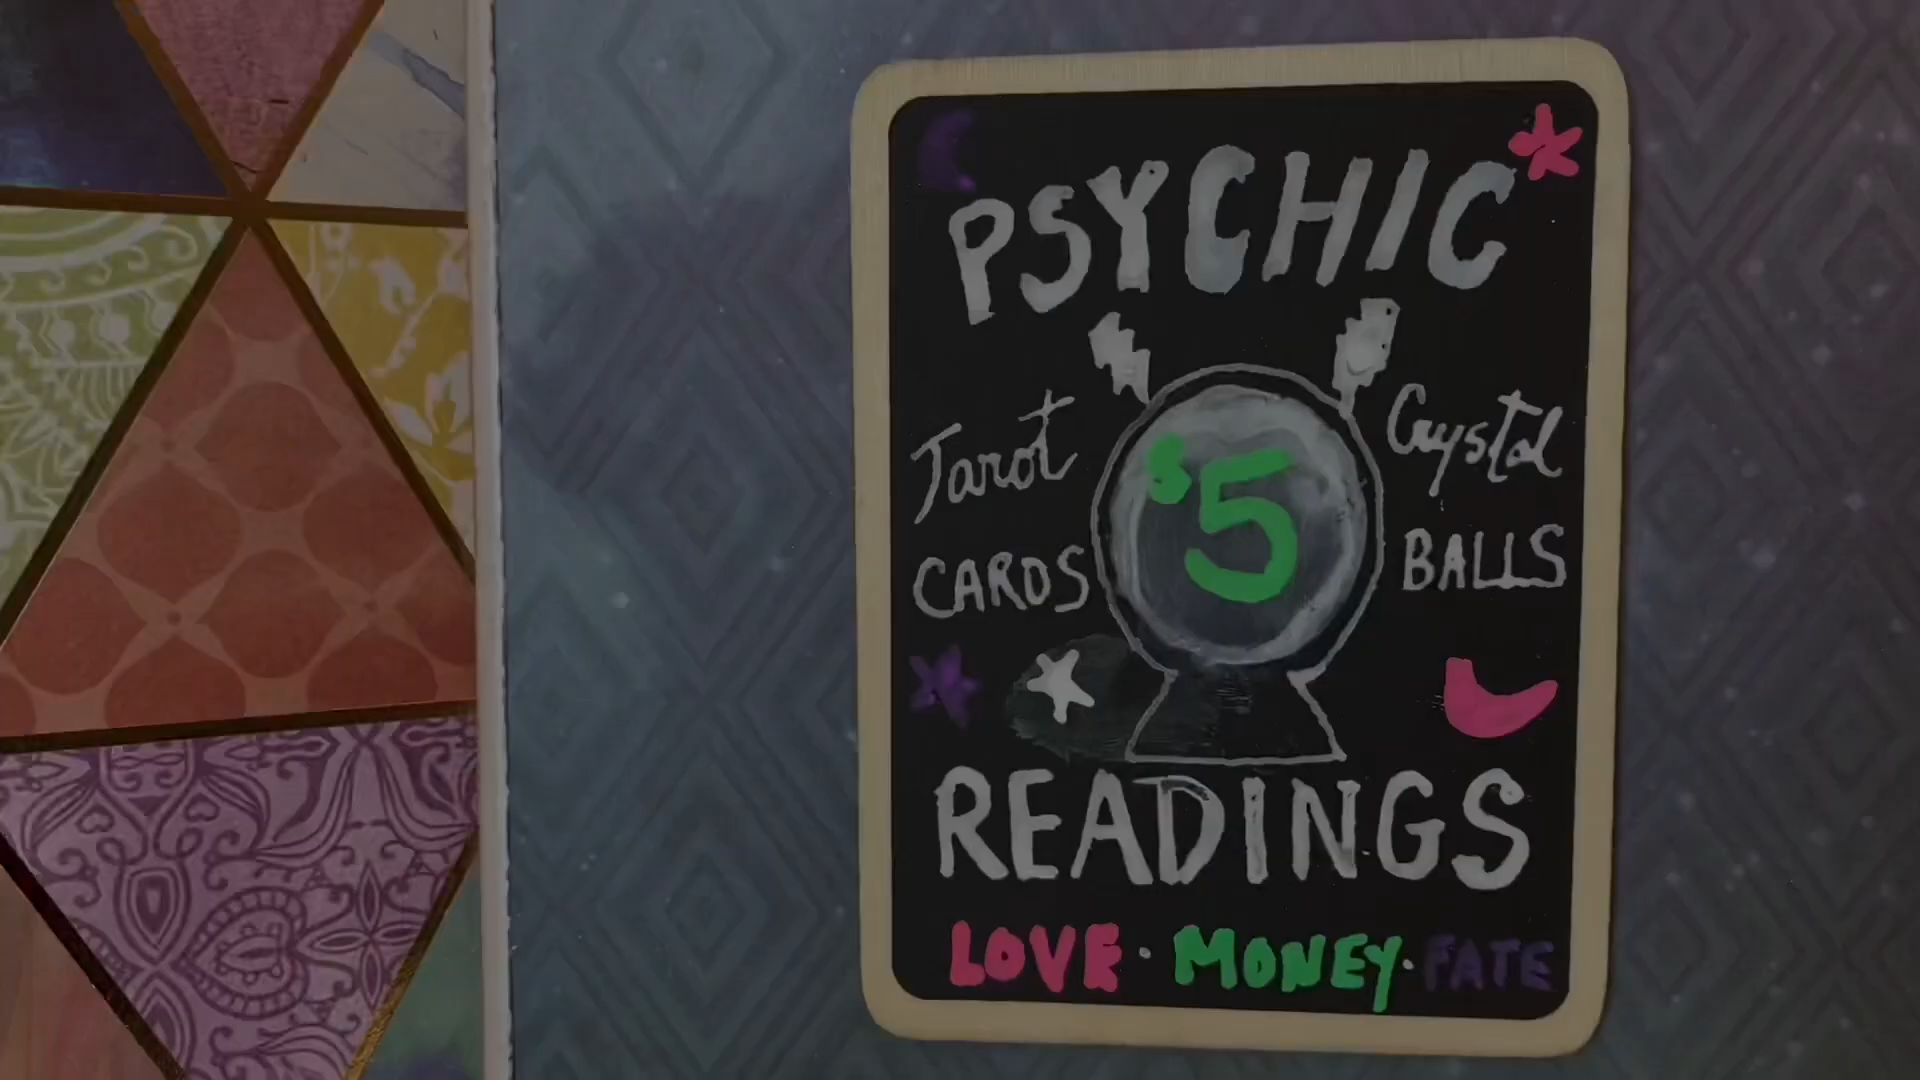 PSYCHIC
Tarot
CARDS
$5
Crystal
BALLS
READINGS
LOVE · MONEY · FATE